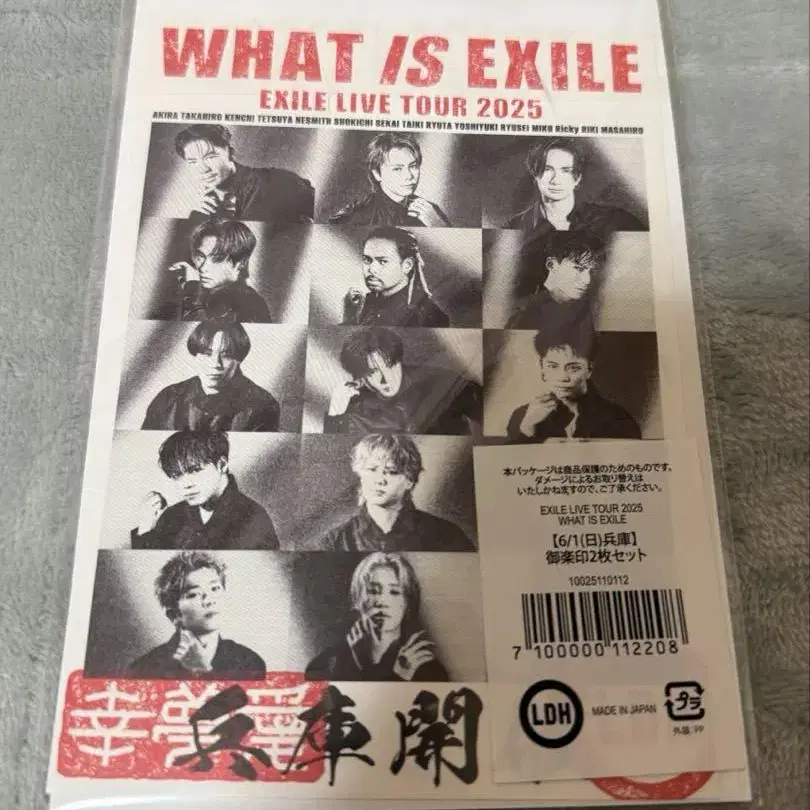 WHAT IS EXILE
EXILE LIVE TOUR 2025
AKIRA TAKAHIRO KENCHI TETSUYA NESMITH SHOKICHI SEKAI TAIKI RYUTA YOSHIYUKI RYUSEI MIKU Ricky RIKI MASAHIRO
本パッケージは商品保護のためのものです。
ダメージによるお取り替えは
いたしかねますので、ご了承ください。
EXILE LIVE TOUR 2025
WHAT IS EXILE
【6/1(日)兵庫】
御楽印2枚セット
10025110112
7 100000 112208
LDH
MADE IN JAPAN
プラ
外装:PP
兵庫開